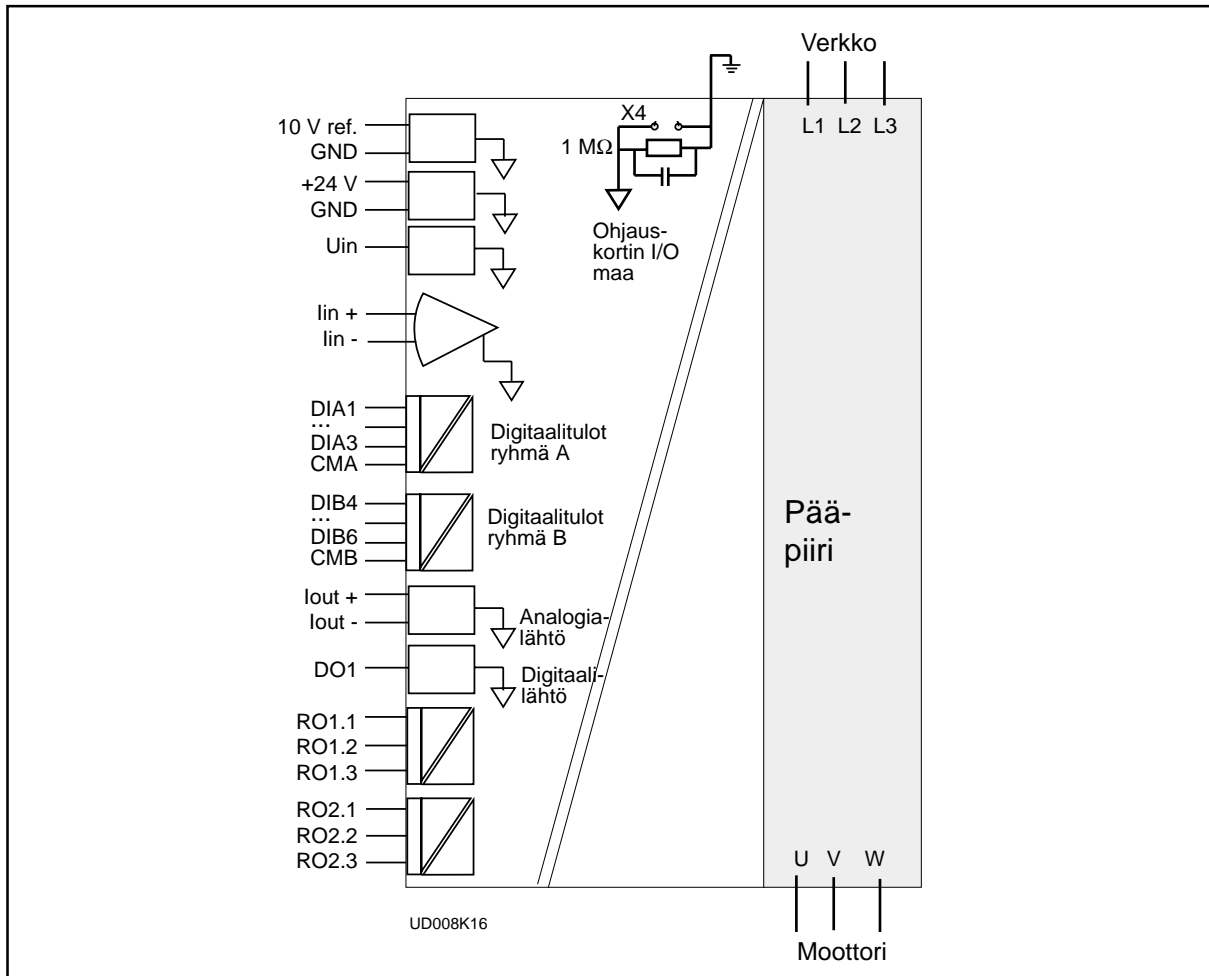 Verkko
L1 L2 L3
X4
1 MΩ
Ohjaus-
kortin I/O
maa
10 V ref.
GND
+24 V
GND
Uin
Iin +
Iin -
DIA1
...
DIA3
CMA
Digitaalitulot
ryhmä A
DIB4
...
DIB6
CMB
Digitaalitulot
ryhmä B
Iout +
Iout -
Analogia-
lähtö
DO1
Digitaali-
lähtö
RO1.1
RO1.2
RO1.3
RO2.1
RO2.2
RO2.3
Pää-
piiri
U V W
Moottori
UD008K16